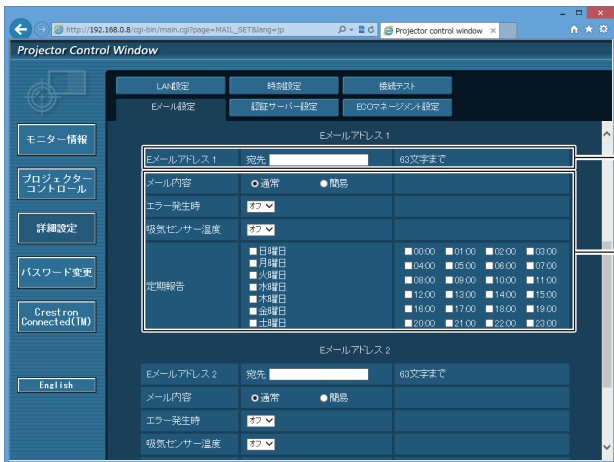 http://192.168.0.8/cgi-bin/main.cgi?page=MAIL_SET&lang=jp
Projector control window
Projector Control Window
LAN設定 時刻設定 接続テスト
Eメール設定 認証サーバー設定 ECOマネージメント設定
モニター情報
プロジェクター
コントロール
詳細設定
パスワード変更
Crestron
Connected(TM)
English
Eメールアドレス 1
Eメールアドレス 1 宛先 63文字まで
メール内容 通常 簡易
エラー発生時 オフ
吸気センサー温度 オフ
定期報告
日曜日
月曜日
火曜日
水曜日
木曜日
金曜日
土曜日
00:00 01:00 02:00 03:00
04:00 05:00 06:00 07:00
08:00 09:00 10:00 11:00
12:00 13:00 14:00 15:00
16:00 17:00 18:00 19:00
20:00 21:00 22:00 23:00
Eメールアドレス 2
Eメールアドレス 2 宛先 63文字まで
メール内容 通常 簡易
エラー発生時 オフ
吸気センサー温度 オフ